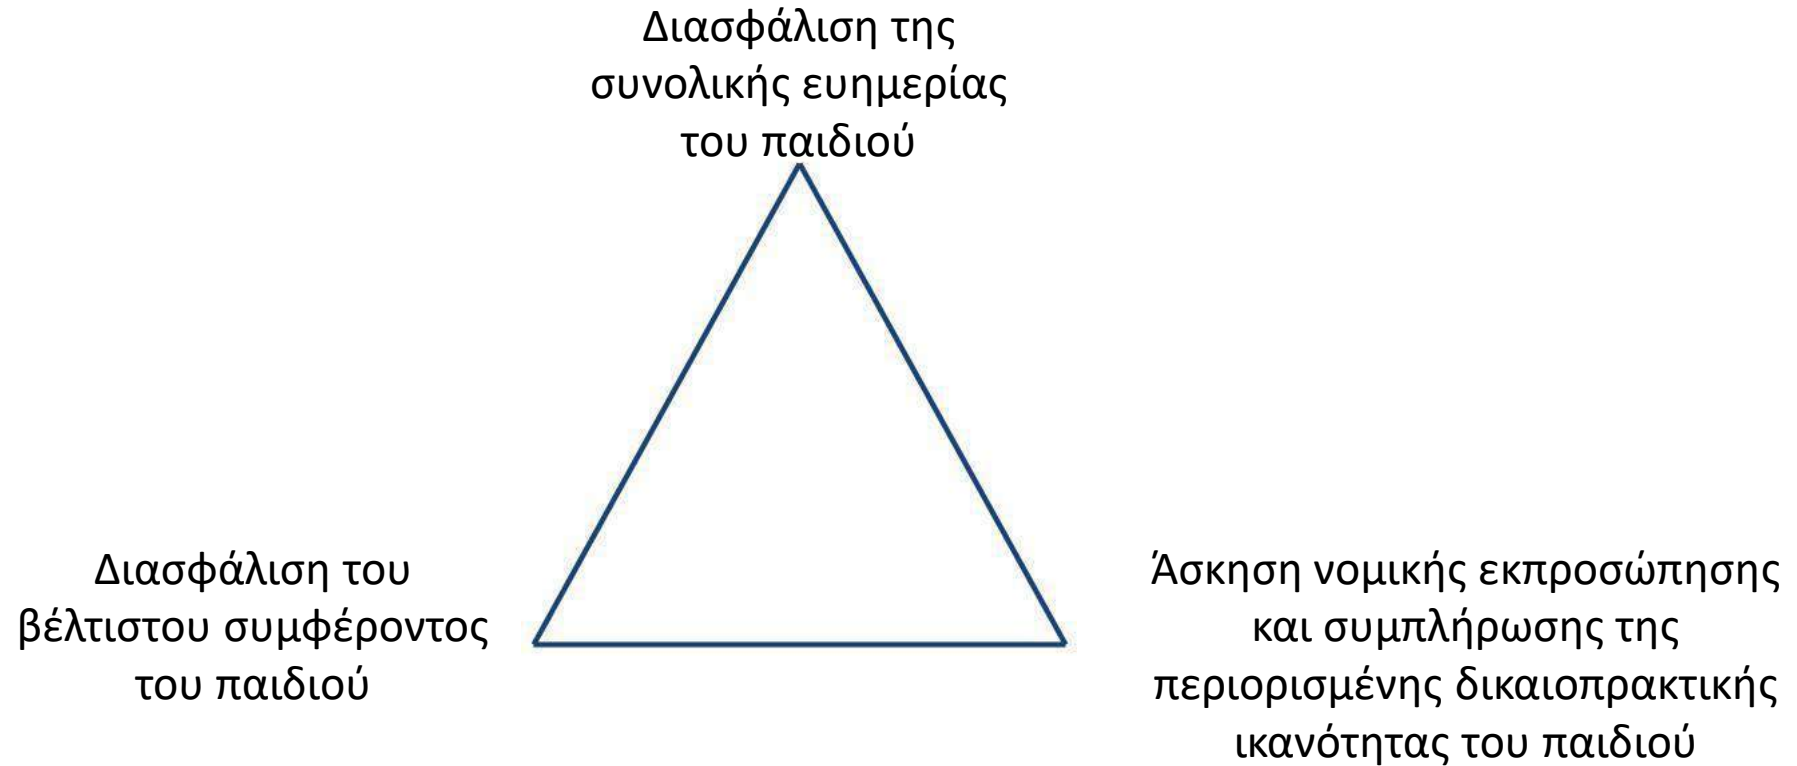 Διασφάλιση της
συνολικής ευημερίας
του παιδιού
Διασφάλιση του
βέλτιστου συμφέροντος
του παιδιού
Άσκηση νομικής εκπροσώπησης
και συμπλήρωσης της
περιορισμένης δικαιοπρακτικής
ικανότητας του παιδιού